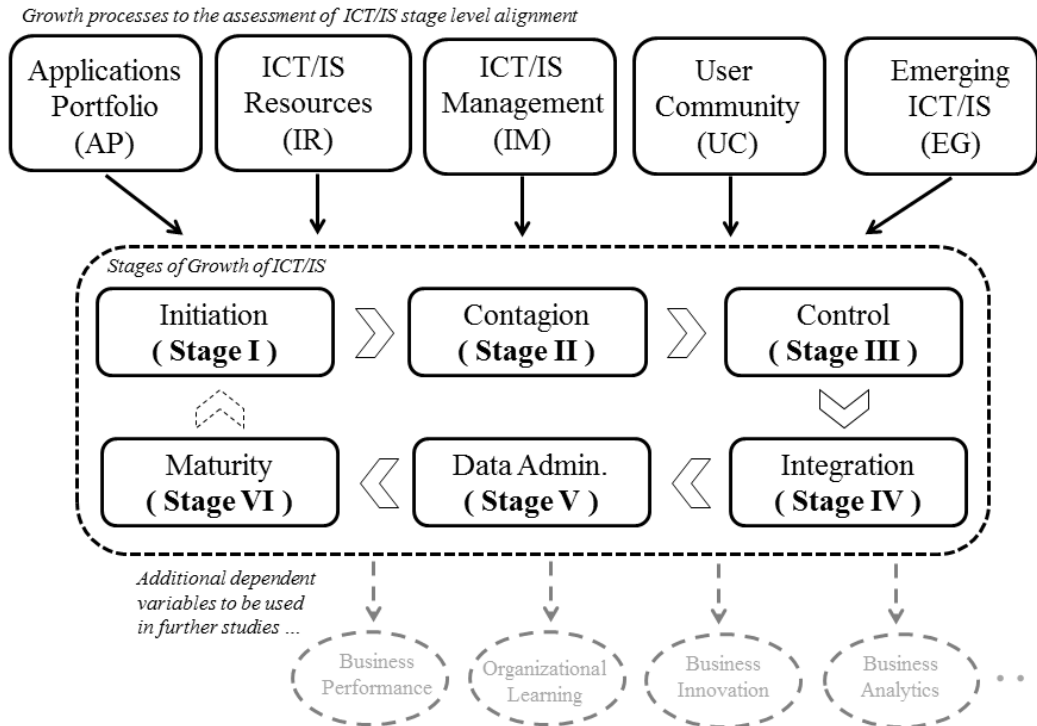 Growth processes to the assessment of ICT/IS stage level alignment
Applications
Portfolio
(AP)
ICT/IS
Resources
(IR)
ICT/IS
Management
(IM)
User
Community
(UC)
Emerging
ICT/IS
(EG)
Stages of Growth of ICT/IS
Initiation
( Stage I )
Contagion
( Stage II )
Control
( Stage III )
Maturity
( Stage VI )
Data Admin.
( Stage V )
Integration
( Stage IV )
Additional dependent
variables to be used
in further studies ...
Business
Performance
Organizational
Learning
Business
Innovation
Business
Analytics